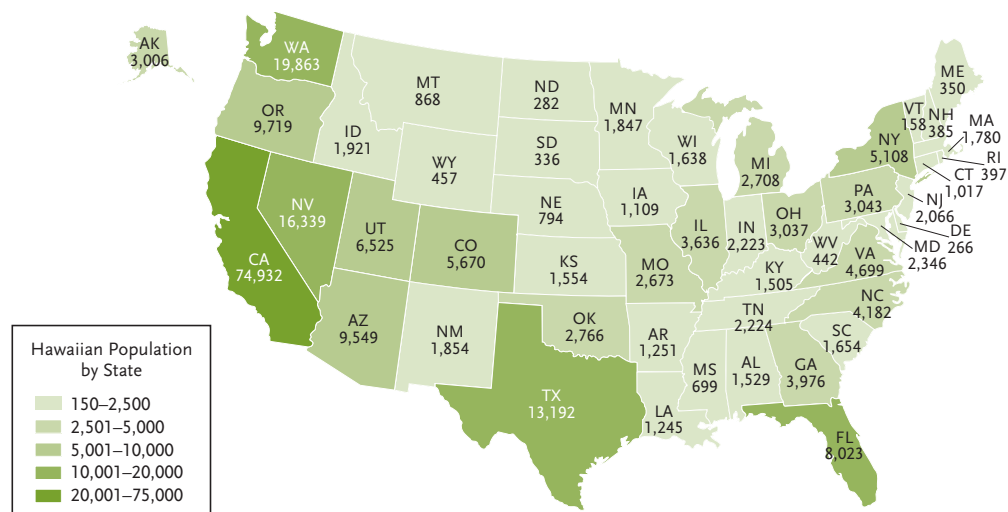 AK
3,006
WA
19,863
MT
868
ND
282
MN
1,847
ME
350
VT
158
NH
385
MA
1,780
OR
9,719
ID
1,921
SD
336
WI
1,638
MI
2,708
NY
5,108
RI
397
CT
1,017
WY
457
IA
1,109
PA
3,043
NJ
2,066
NV
16,339
NE
794
IL
3,636
IN
2,223
OH
3,037
DE
266
UT
6,525
CO
5,670
WV
442
MD
2,346
CA
74,932
KS
1,554
MO
2,673
KY
1,505
VA
4,699
NC
4,182
TN
2,224
AZ
9,549
NM
1,854
OK
2,766
AR
1,251
SC
1,654
MS
699
AL
1,529
GA
3,976
TX
13,192
LA
1,245
FL
8,023
Hawaiian Population
by State
150–2,500
2,501–5,000
5,001–10,000
10,001–20,000
20,001–75,000